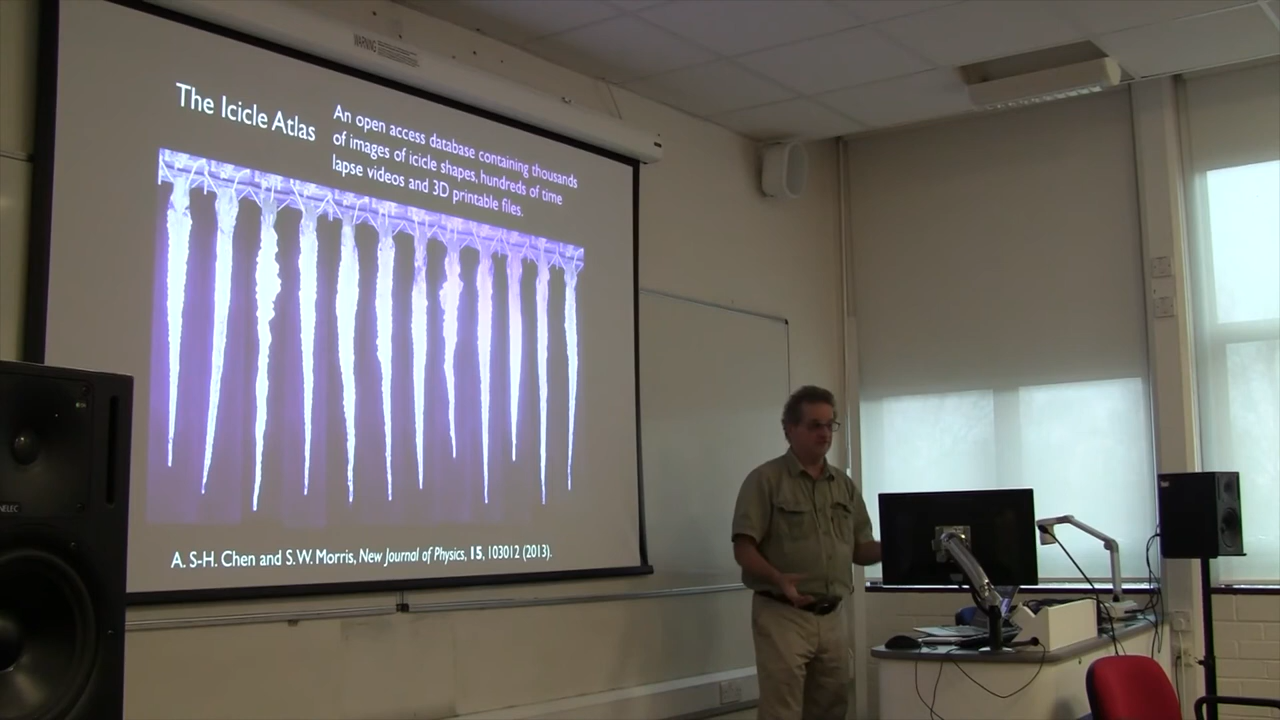 WARNING
The Icicle Atlas
An open access database containing thousands
of images of icicle shapes, hundreds of time
lapse videos and 3D printable files.
A. S-H. Chen and S.W. Morris, New Journal of Physics, 15, 103012 (2013).